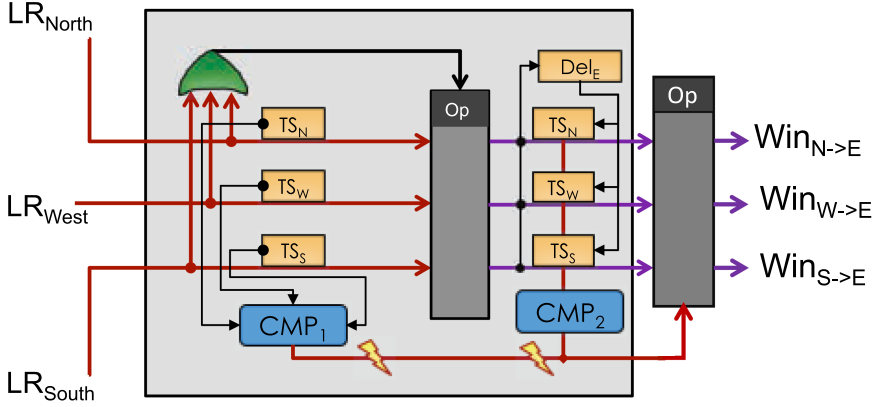 LR_North
Del_E
Op
Op
TS_N
TS_N
Win_N->E
TS_W
TS_W
LR_West
Win_W->E
TS_S
TS_S
Win_S->E
CMP_1
CMP_2
LR_South